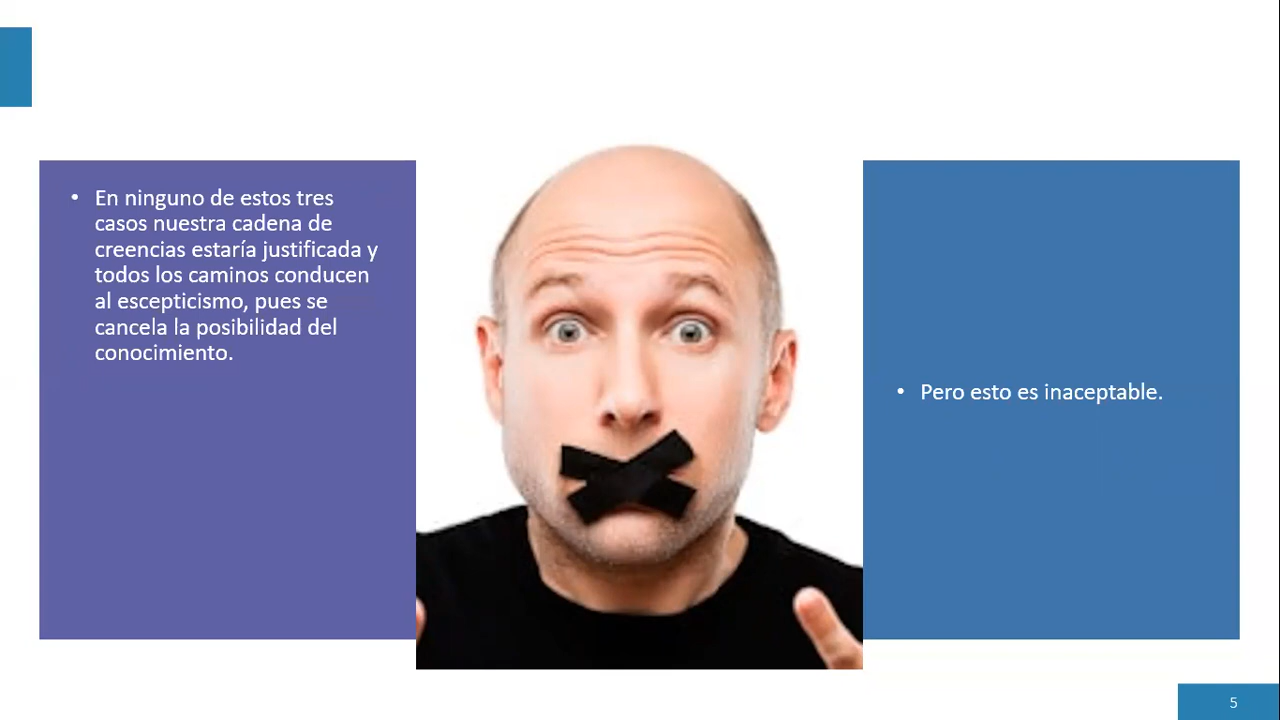 • En ninguno de estos tres
casos nuestra cadena de
creencias estaría justificada y
todos los caminos conducen
al escepticismo, pues se
cancela la posibilidad del
conocimiento.
• Pero esto es inaceptable.
5